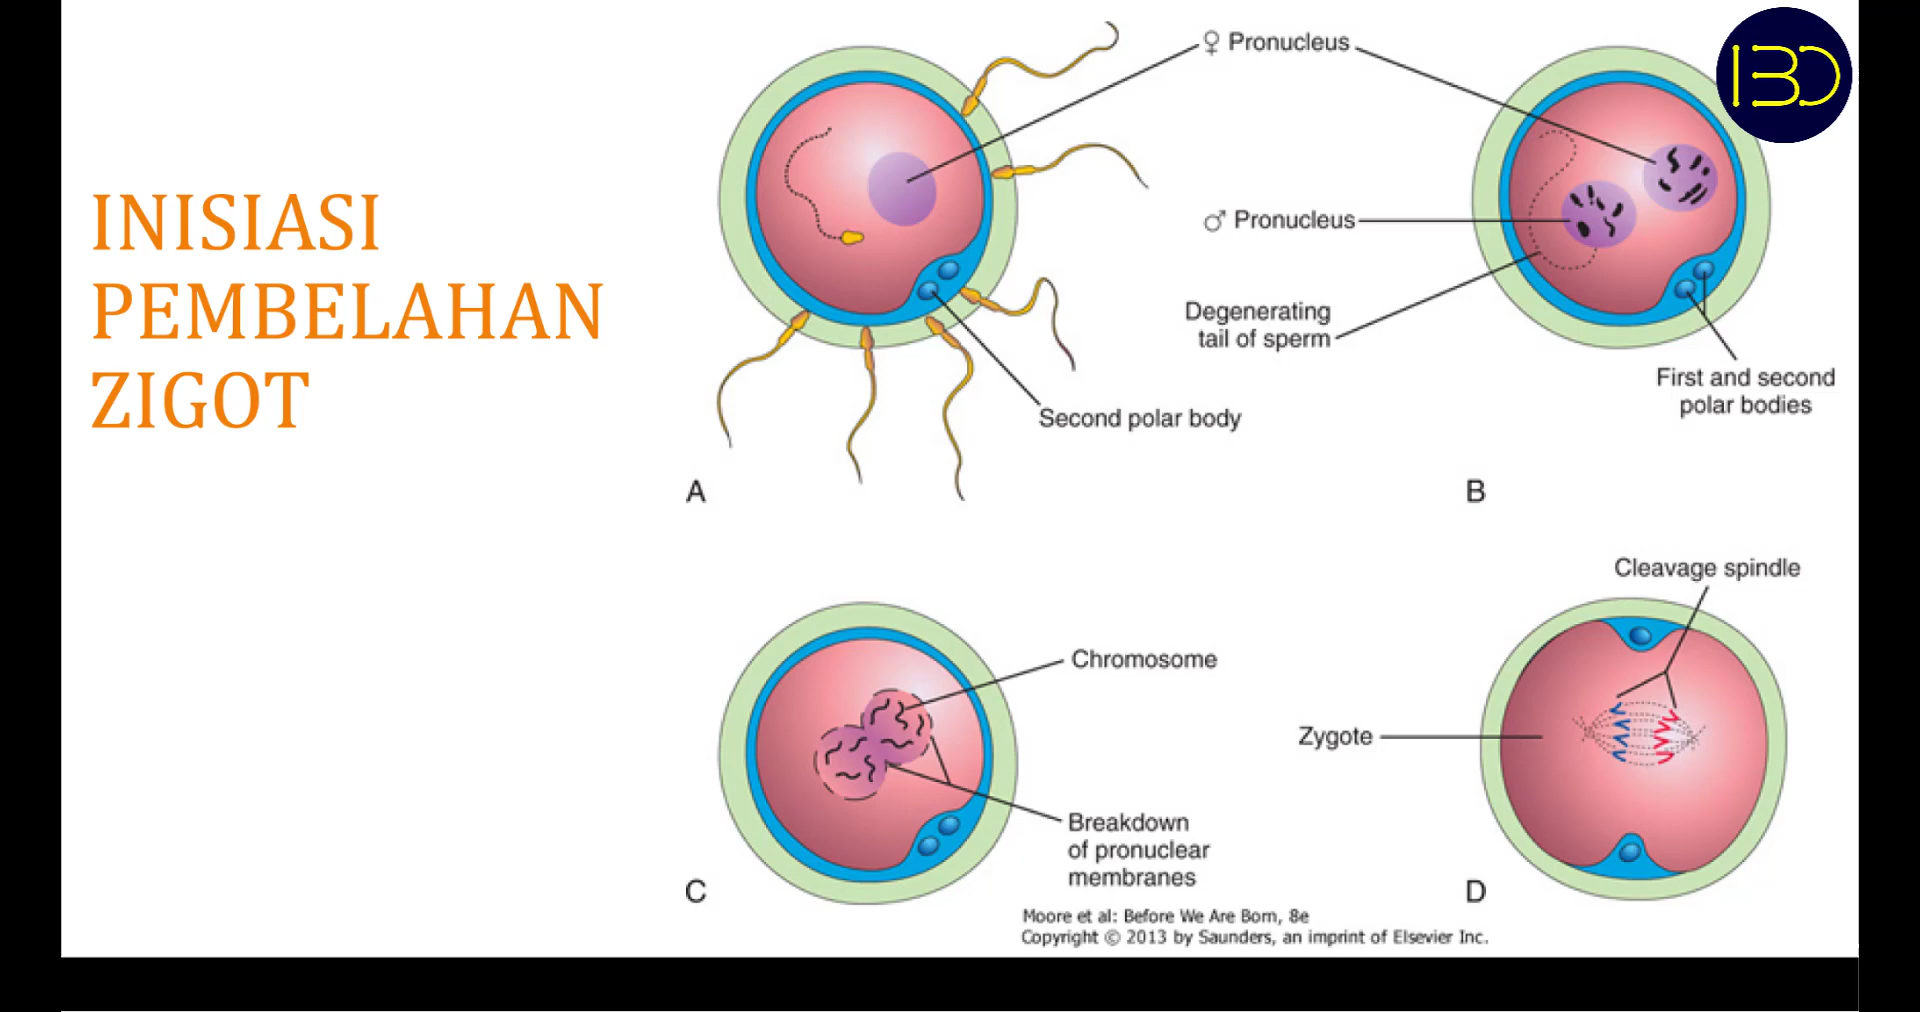 INISIASI
PEMBELAHAN
ZIGOT
♀ Pronucleus
♂ Pronucleus
Degenerating
tail of sperm
First and second
polar bodies
Second polar body
A
B
Cleavage spindle
Chromosome
Zygote
Breakdown
of pronuclear
membranes
C
D
Moore et al: Before We Are Born, 8e
Copyright © 2013 by Saunders, an imprint of Elsevier Inc.